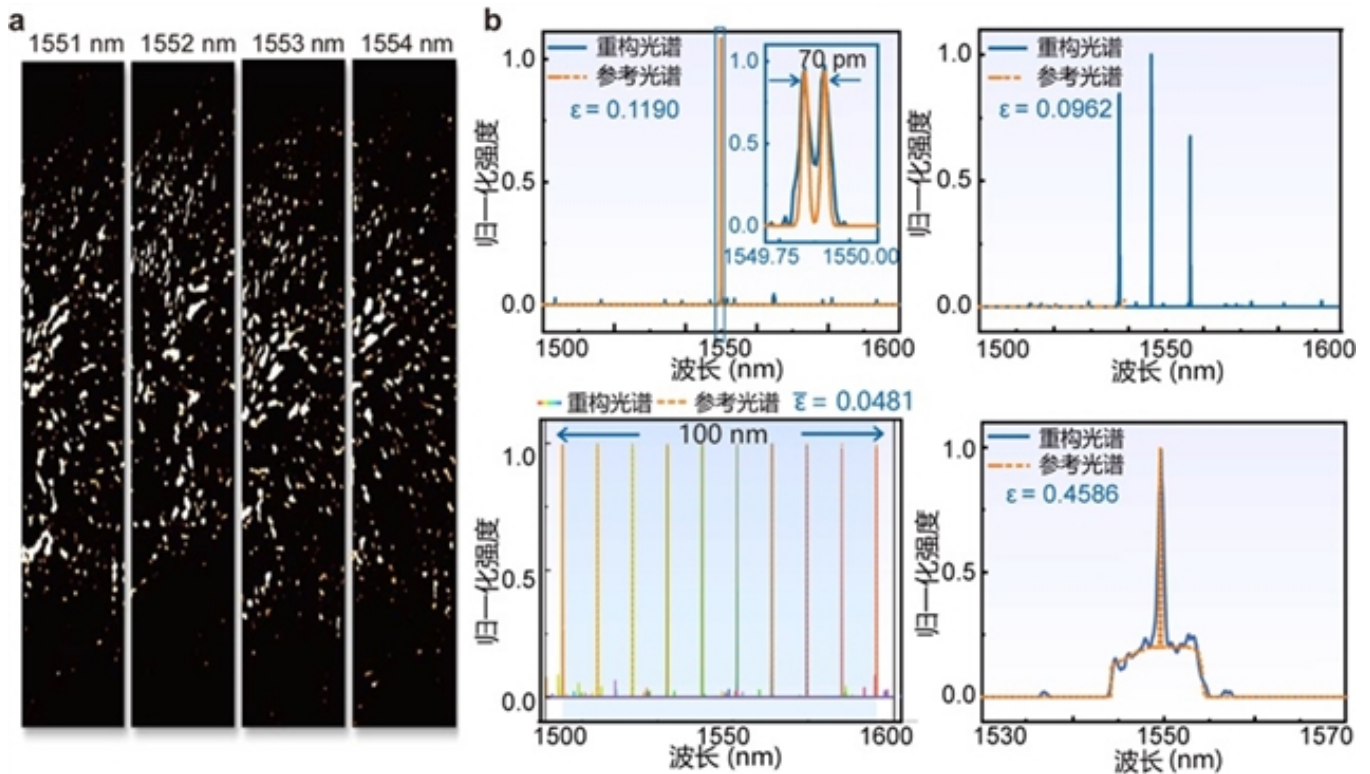 a
1551 nm 1552 nm 1553 nm 1554 nm
b
重构光谱
参考光谱
ε = 0.1190
70 pm
1.0
0.5
0.0
1549.75 1550.00
归一化强度
1.0
0.5
0.0
1500 1550 1600
波长 (nm)
重构光谱
参考光谱
ε = 0.0962
归一化强度
1.0
0.5
0.0
1500 1550 1600
波长 (nm)
重构光谱 参考光谱 ε̅ = 0.0481
100 nm
归一化强度
1.0
0.5
0.0
1500 1550 1600
波长 (nm)
重构光谱
参考光谱
ε = 0.4586
归一化强度
1.0
0.5
0.0
1530 1550 1570
波长 (nm)